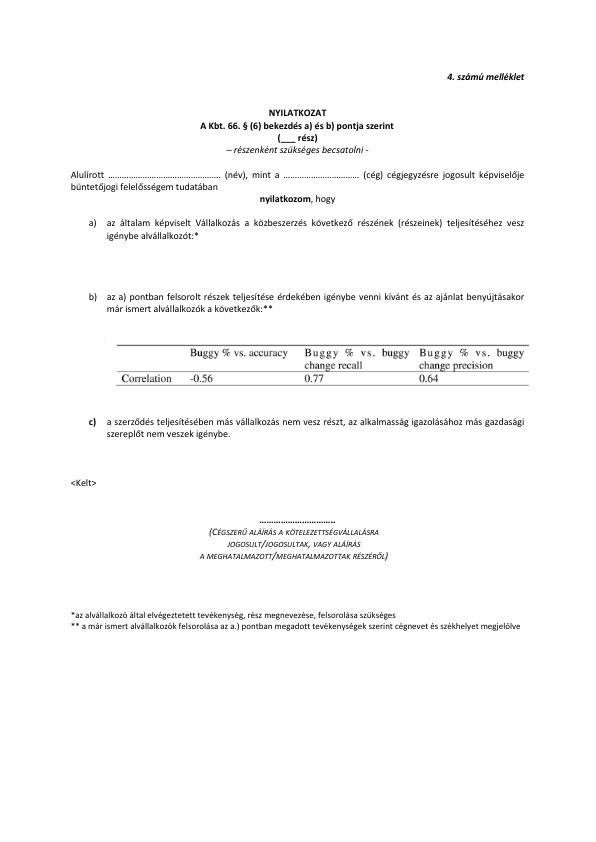 4. számú melléklet
NYILATKOZAT
A Kbt. 66. § (6) bekezdés a) és b) pontja szerint
(___ rész)
– részenként szükséges becsatolni -
Alulírott ………………………………… (név), mint a ………………………… (cég) cégjegyzésre jogosult képviselője
büntetőjogi felelősségem tudatában
nyilatkozom, hogy
a) az általam képviselt Vállalkozás a közbeszerzés következő részének (részeinek) teljesítéséhez vesz
igénybe alvállalkozót:*
b) az a) pontban felsorolt részek teljesítése érdekében igénybe venni kívánt és az ajánlat benyújtásakor
már ismert alvállalkozók a következők:**
Buggy % vs. accuracy Buggy % vs. buggy change recall Buggy % vs. buggy change precision
Correlation -0.56 0.77 0.64
c) a szerződés teljesítésében más vállalkozás nem vesz részt, az alkalmasság igazolásához más gazdasági
szereplőt nem veszek igénybe.
<Kelt>
…………………………
(CÉGSZERŰ ALÁÍRÁS A KÖTELEZETTSÉGVÁLLALÁSRA
JOGOSULT/JOGOSULTAK, VAGY ALÁÍRÁS
A MEGHATALMAZOTT/MEGHATALMAZOTTAK RÉSZÉRŐL)
*az alvállalkozó által elvégeztetett tevékenység, rész megnevezése, felsorolása szükséges
** a már ismert alvállalkozók felsorolása az a.) pontban megadott tevékenységek szerint cégnevet és székhelyet megjelölve